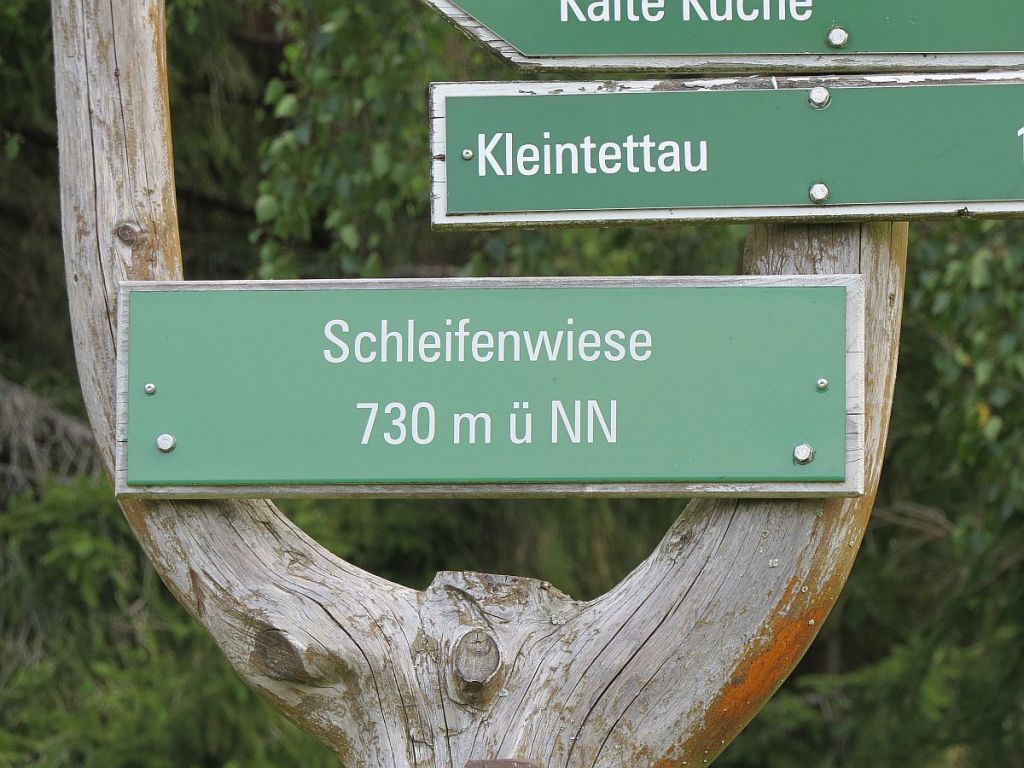 Kalte Küche
Kleintettau
Schleifenwiese
730 m ü NN